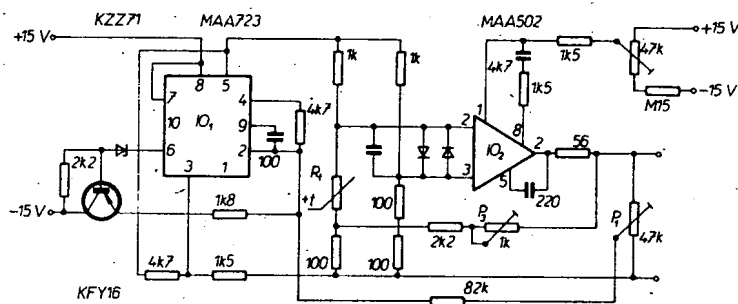 KZZ71 MAA723 MAA502
+15 V +15 V
8 5 1k 1k 4k7 1k5 47k
7 4 4k7 1k5 M15 -15 V
10 IO₁ 9 1 8
6 2 100 2 IO₂ 2 56
2k2 3 1 3 5 220
R₁ +t 100
-15 V 1k8 P₃ P₁
2k2 1k 47k
4k7 1k5 100 100
KFY16 82k